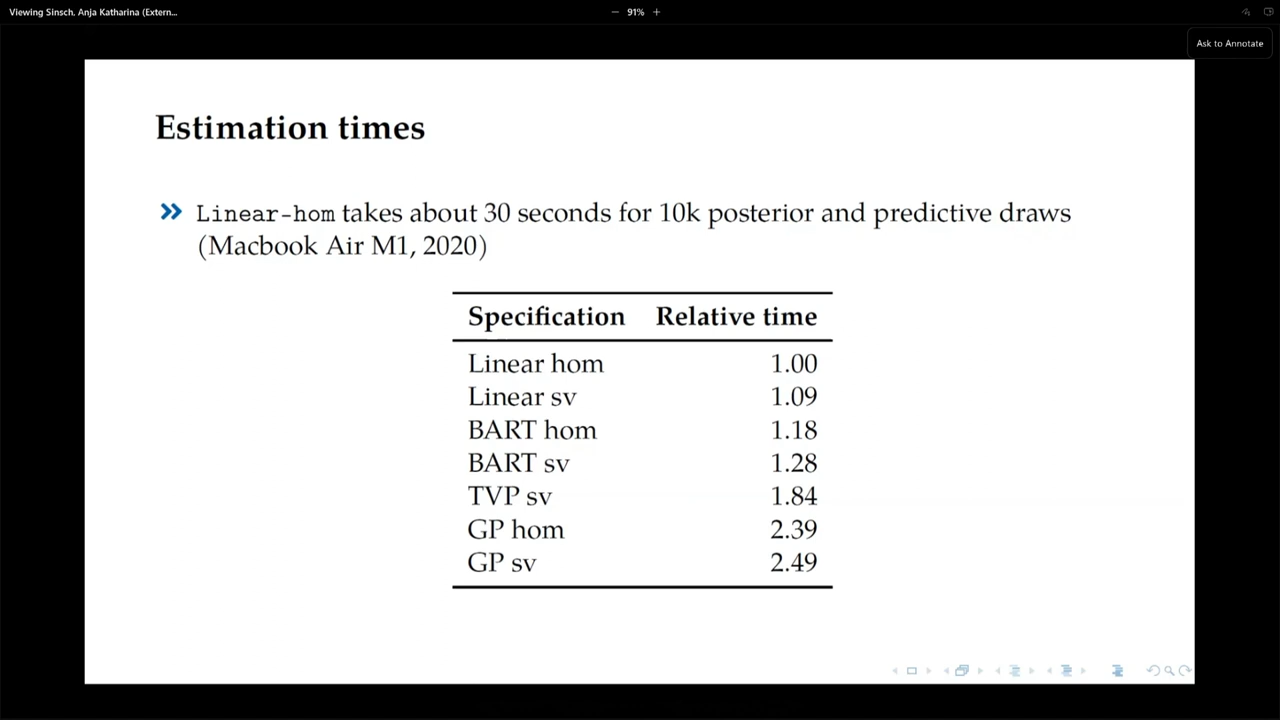 Viewing Sinsch, Anja Katharina (Extern...
− 91% +
Ask to Annotate
Estimation times
Linear-hom takes about 30 seconds for 10k posterior and predictive draws
(Macbook Air M1, 2020)
Specification Relative time
Linear hom 1.00
Linear sv 1.09
BART hom 1.18
BART sv 1.28
TVP sv 1.84
GP hom 2.39
GP sv 2.49